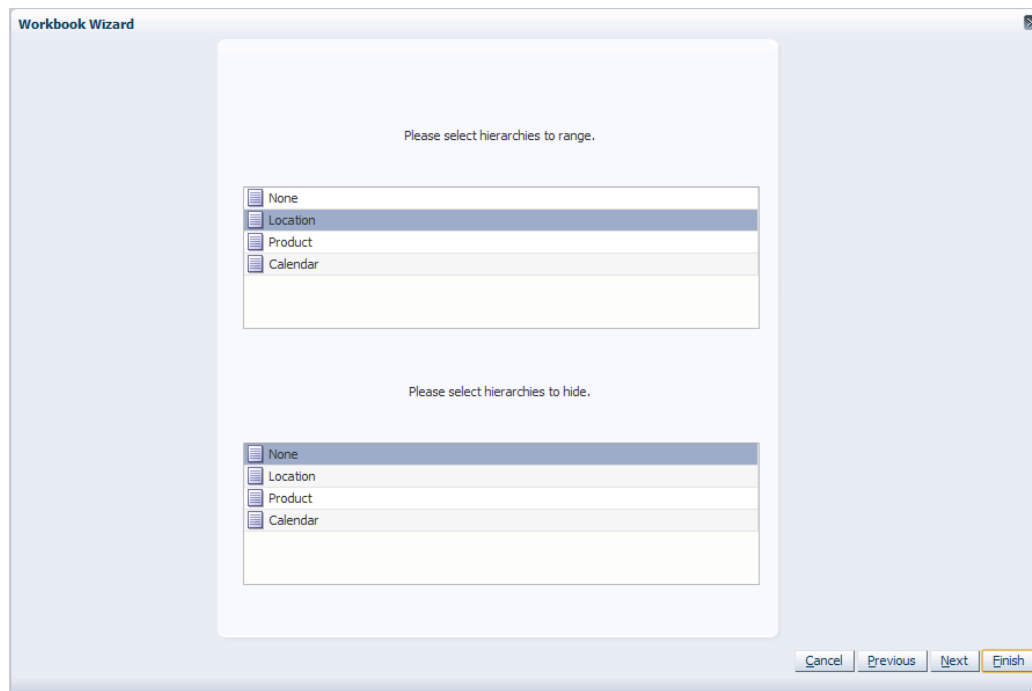 Workbook Wizard
Please select hierarchies to range.
None
Location
Product
Calendar
Please select hierarchies to hide.
None
Location
Product
Calendar
Cancel Previous Next Finish